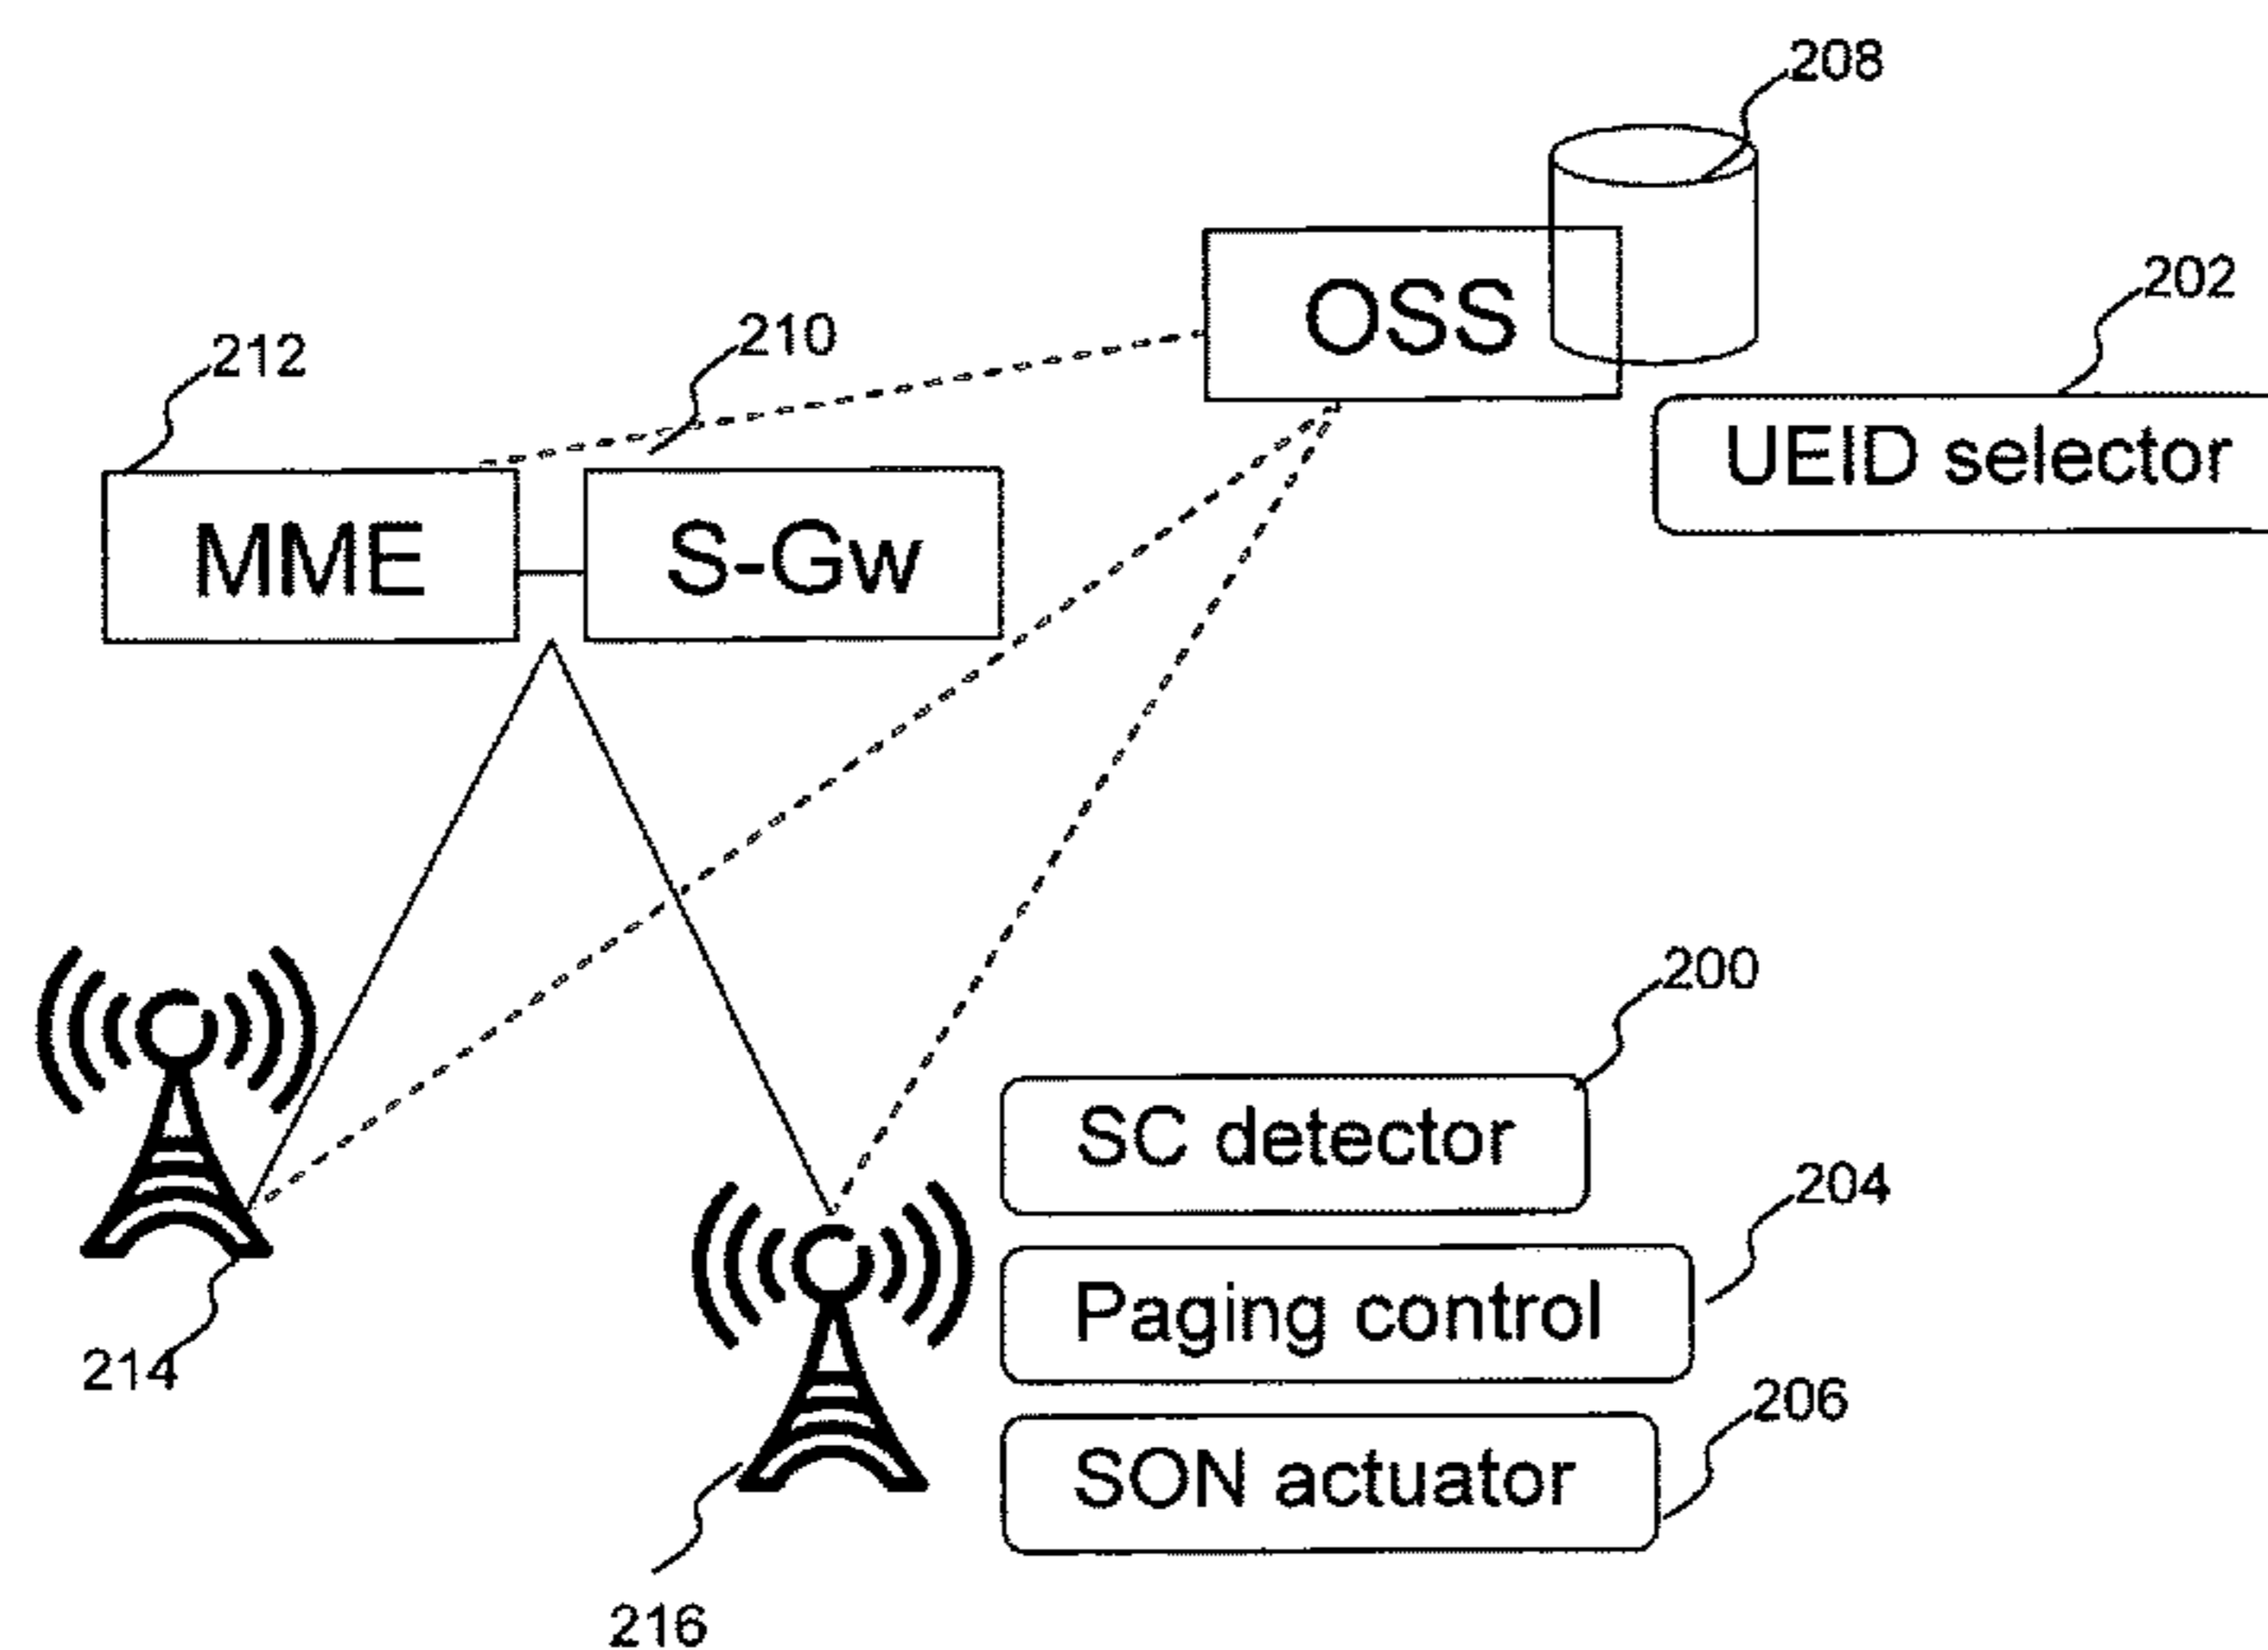 208
OSS
202
UEID selector
210
212
MME
S-Gw
200
SC detector
204
Paging control
206
SON actuator
214
216